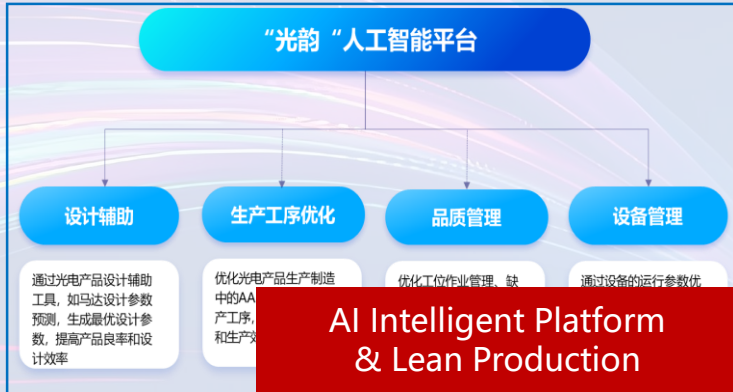 “光韵 “人工智能平台
设计辅助
生产工序优化
品质管理
设备管理
通过光电产品设计辅助
工具，如马达设计参数
预测，生成最优设计参
数，提高产品良率和设
计效率
优化光电产品生产制造
中的AA
产工序，
和生产效
优化工位作业管理、缺
通过设备的运行参数优
AI Intelligent Platform
& Lean Production